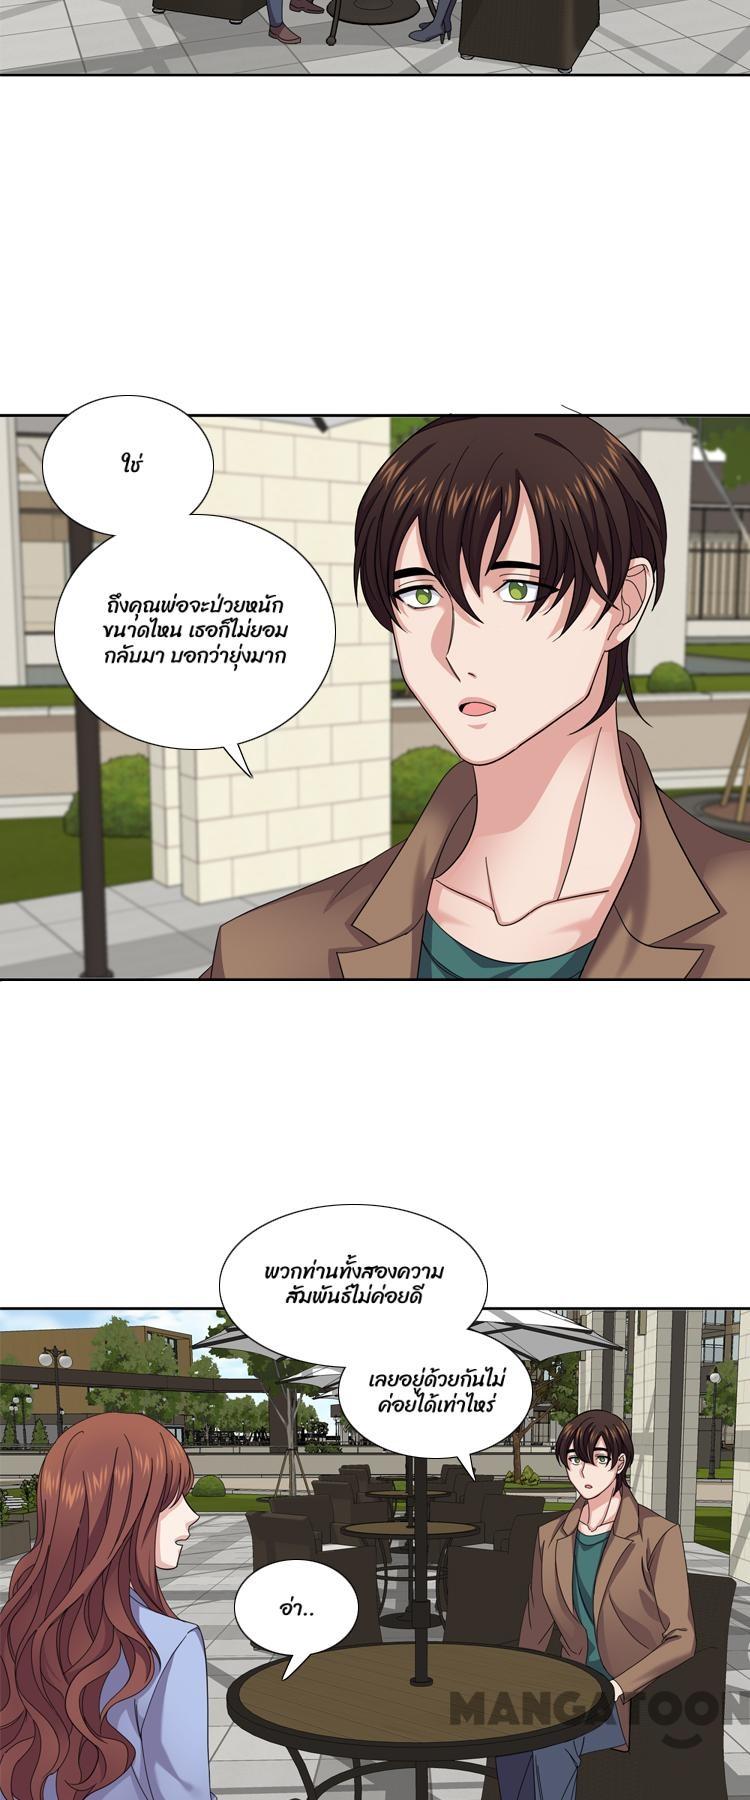 ใช่
ถึงคุณพ่อจะป่วยหนัก
ขนาดไหน เธอก็ไม่ยอม
กลับมา บอกว่ายุ่งมาก
พวกท่านทั้งสองความ
สัมพันธ์ไม่ค่อยดี
เลยอยู่ด้วยกันไม่
ค่อยได้เท่าไหร่
อ่า..
MANGATOON